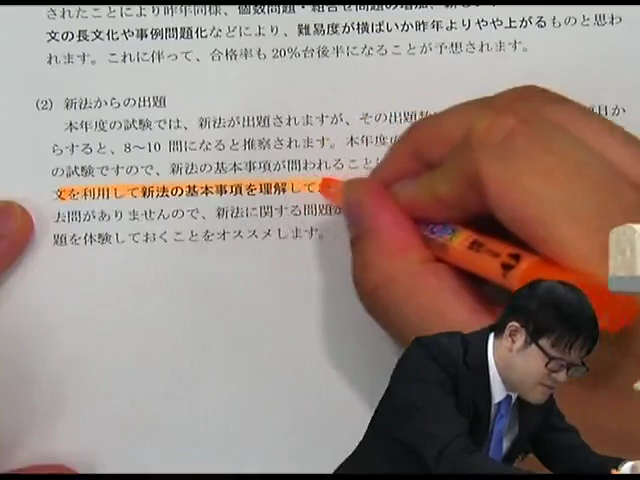 されたことにより昨年同様、個数問題・組合せ問題の増加、
文の長文化や事例問題化などにより、難易度が横ばいか昨年よりやや上がるものと思わ
れます。これに伴って、合格率も20%台後半になることが予想されます。
(2) 新法からの出題
本年度の試験では、新法が出題されますが、その出題
らすると、8～10 問になると推察されます。本年度
の試験ですので、新法の基本事項が問われること
文を利用して新法の基本事項を理解して
去問がありませんので、新法に関する問題
題を体験しておくことをオススメします。